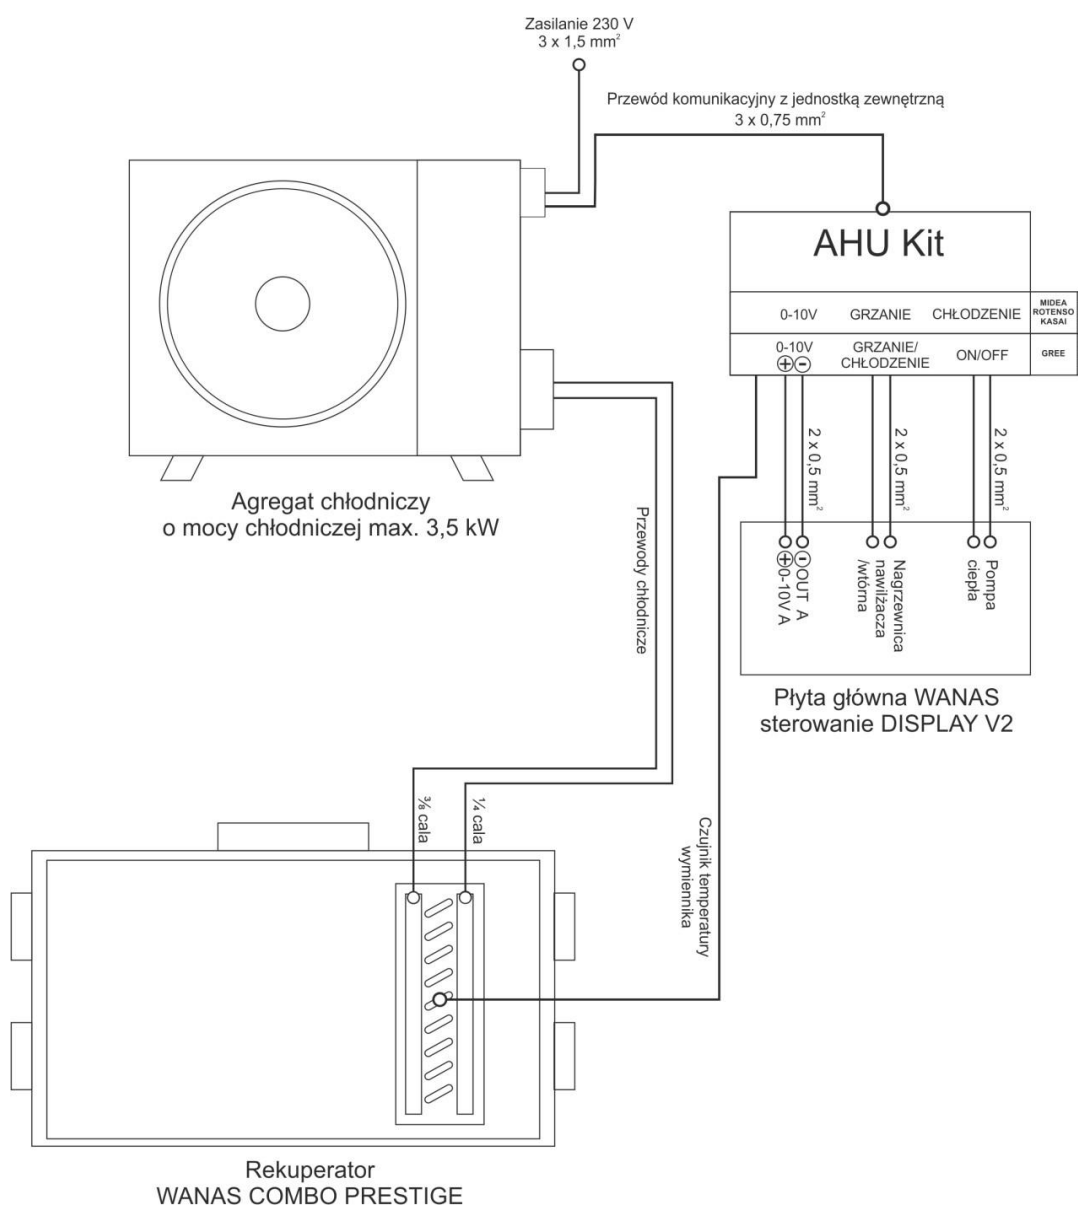 Zasilanie 230 V
3 x 1,5 mm²
Przewód komunikacyjny z jednostką zewnętrzną
3 x 0,75 mm²
AHU Kit
0-10V
GRZANIE
CHŁODZENIE
MIDEA
ROTENSO
KASAI
0-10V
+ -
GRZANIE/
CHŁODZENIE
ON/OFF
GREE
2 x 0,5 mm²
2 x 0,5 mm²
2 x 0,5 mm²
Agregat chłodniczy
o mocy chłodniczej max. 3,5 kW
Przewody chłodnicze
- OUT A
+ 0-10V A
Nagrzewnica
nawilżacza
/wtórna
Pompa
ciepła
Płyta główna WANAS
sterowanie DISPLAY V2
⅜ cala
¼ cala
Czujnik temperatury
wymiennika
Rekuperator
WANAS COMBO PRESTIGE